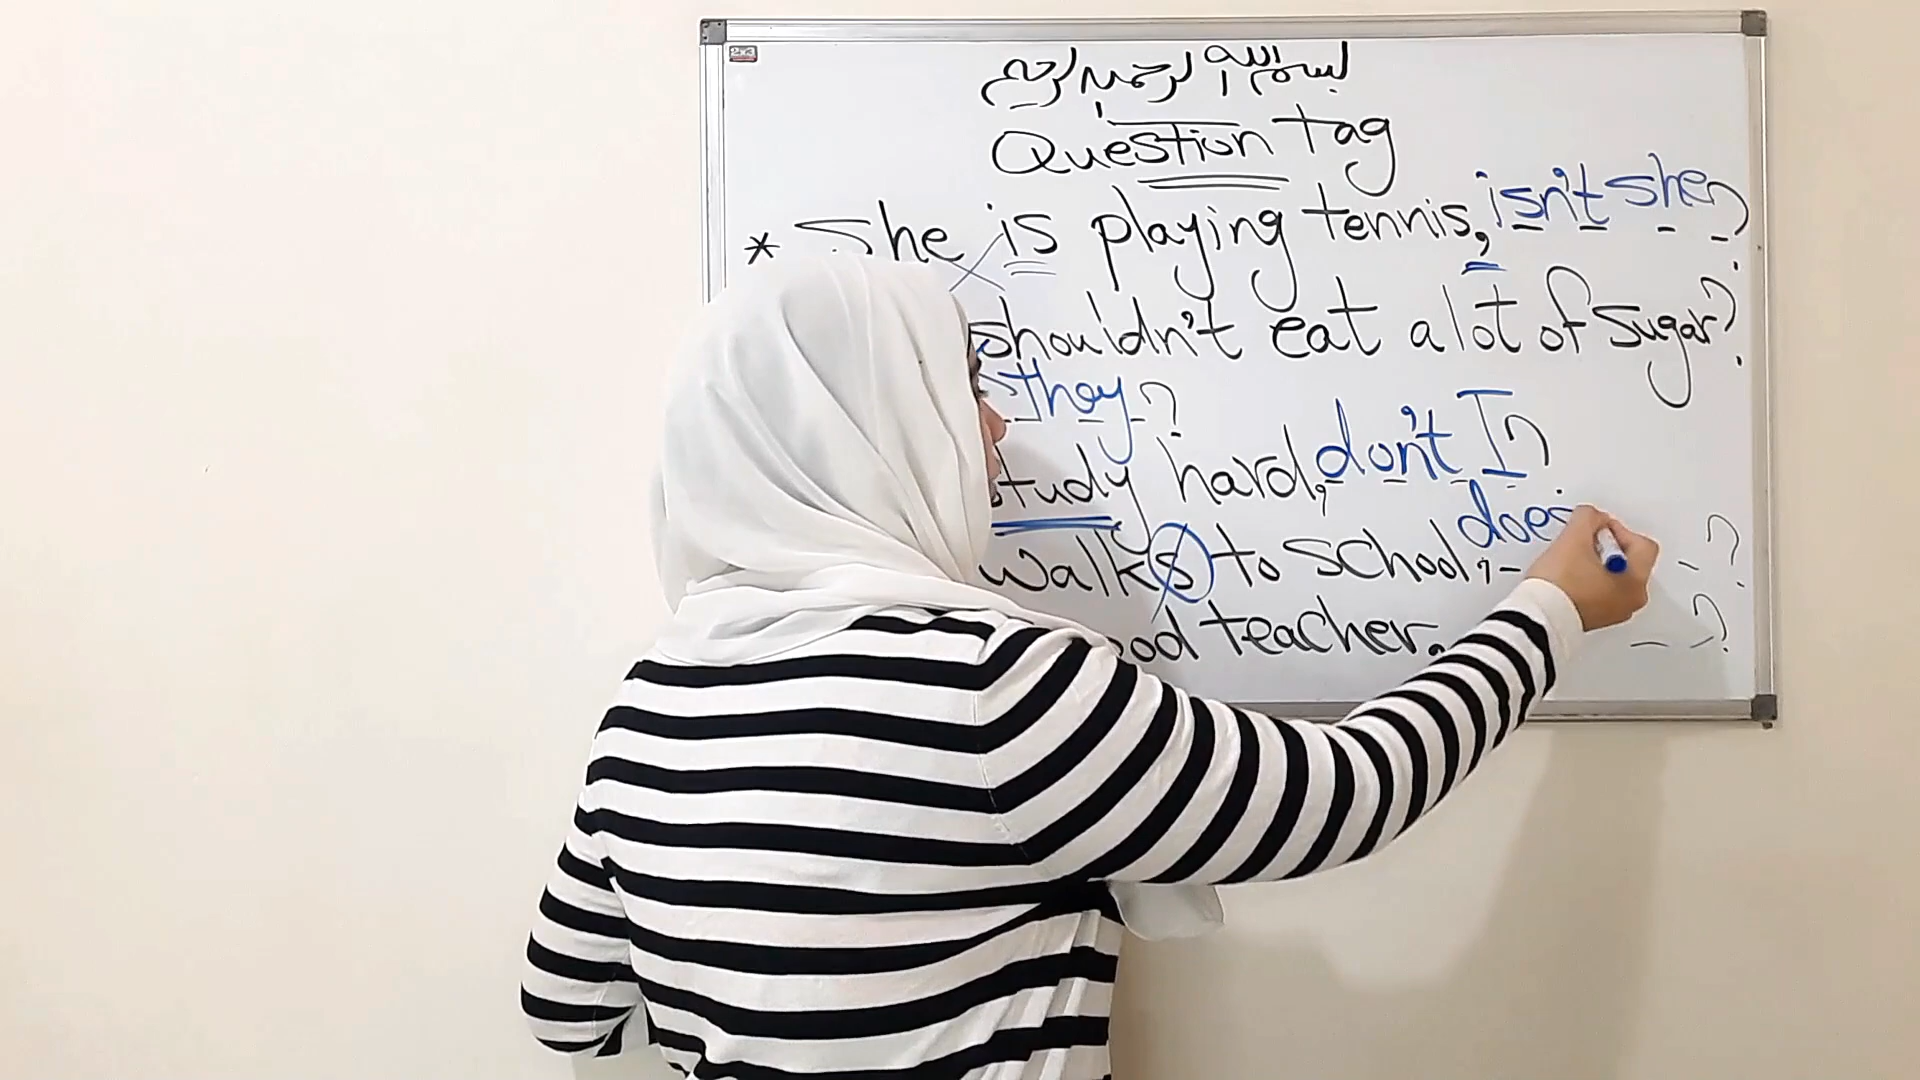 بسم الله الرحمن الرحيم
Question tag
* She is playing tennis, isn't she?
shouldn't eat a lot of sugar?
they?
study hard, don't I?
walks to school, does - ?
teacher. - ?